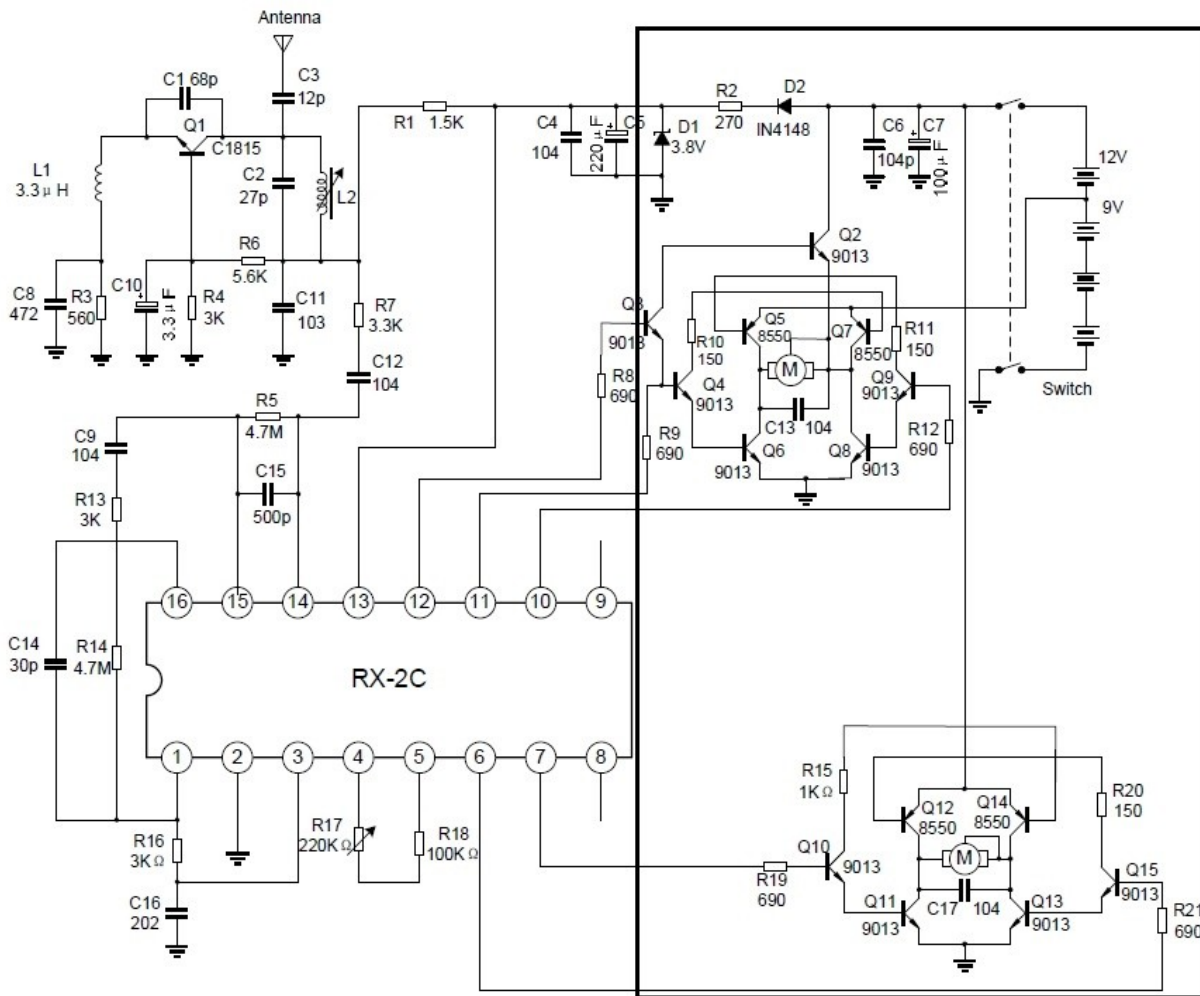 Antenna
C1 68p
C3
12p
Q1
C1815
L1
3.3μH
C2
27p
L2
R1 1.5K
C4
104
220μF
C5
D1
3.8V
R2
270
D2
IN4148
C6
104p
C7
100μF
12V
9V
Switch
R6
5.6K
C8
472
R3
560
C10
3.3μF
R4
3K
C11
103
R7
3.3K
C12
104
R5
4.7M
C9
104
C15
500p
R13
3K
Q2
9013
Q3
9013
R8
690
R10
150
Q5
8550
Q7
8550
R11
150
M
Q4
9013
Q9
9013
R9
690
C13 104
R12
690
Q6
9013
Q8
9013
16
15
14
13
12
11
10
9
C14
30p
R14
4.7M
RX-2C
1
2
3
4
5
6
7
8
R16
3KΩ
R17
220KΩ
R18
100KΩ
C16
202
R15
1KΩ
Q12
8550
Q14
8550
R20
150
Q10
9013
M
Q15
9013
R19
690
Q11
9013
C17 104
Q13
9013
R21
690